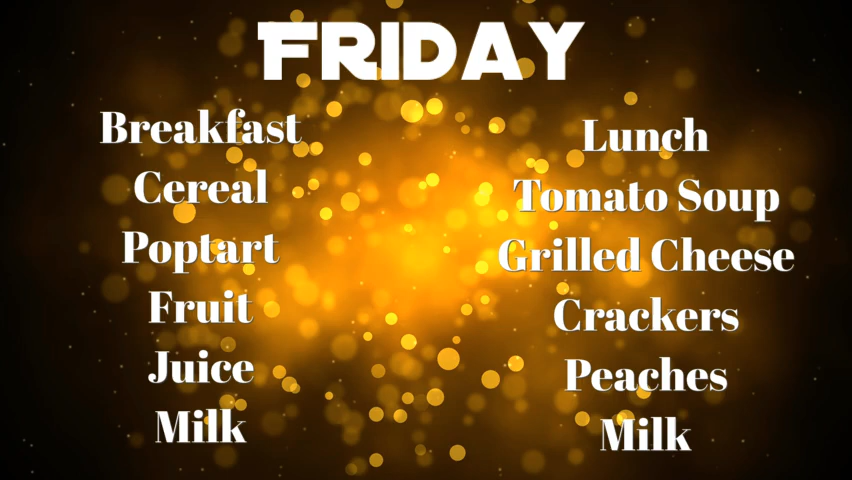 FRIDAY
Breakfast
Cereal
Poptart
Fruit
Juice
Milk
Lunch
Tomato Soup
Grilled Cheese
Crackers
Peaches
Milk